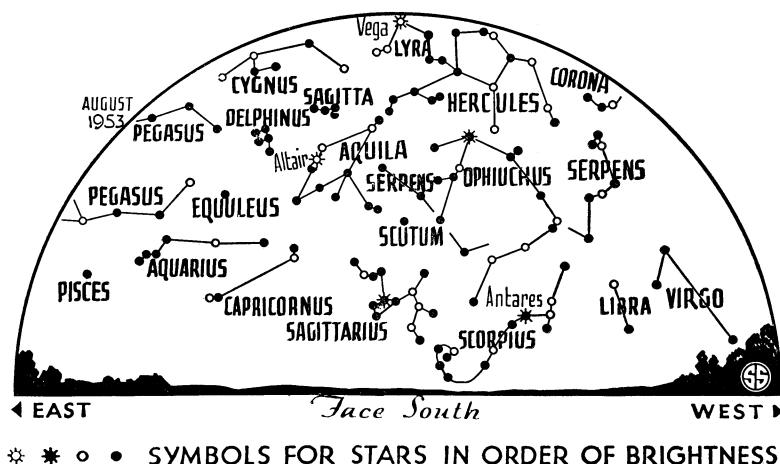 Vega
LYRA
CYGNUS
CORONA
SAGITTA
HERCULES
AUGUST
1953
PEGASUS
DELPHINUS
Altair
AQUILA
SERPENS
OPHIUCHUS
SERPENS
PEGASUS
EQUULEUS
SCUTUM
AQUARIUS
PISCES
CAPRICORNUS
SAGITTARIUS
Antares
SCORPIUS
LIBRA
VIRGO
SS
EAST
Face South
WEST
SYMBOLS FOR STARS IN ORDER OF BRIGHTNESS